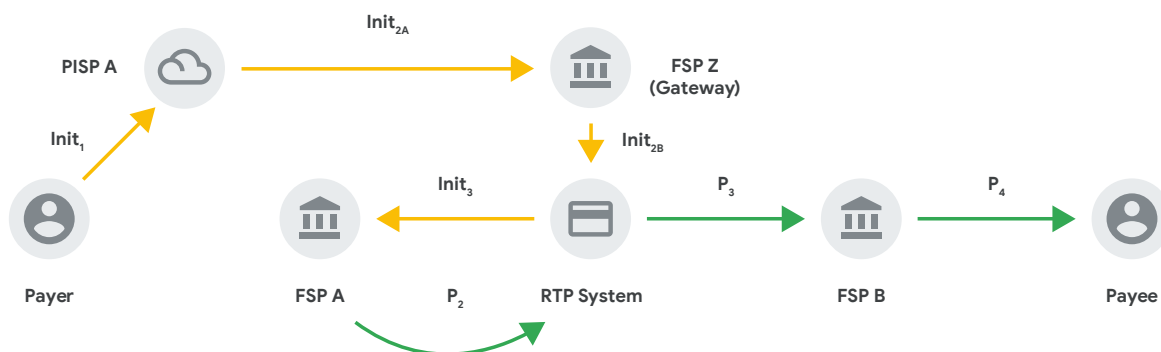 Init2A
PISP A
FSP Z
(Gateway)
Init1
Init2B
Init3
P3
P4
Payer
FSP A
P2
RTP System
FSP B
Payee